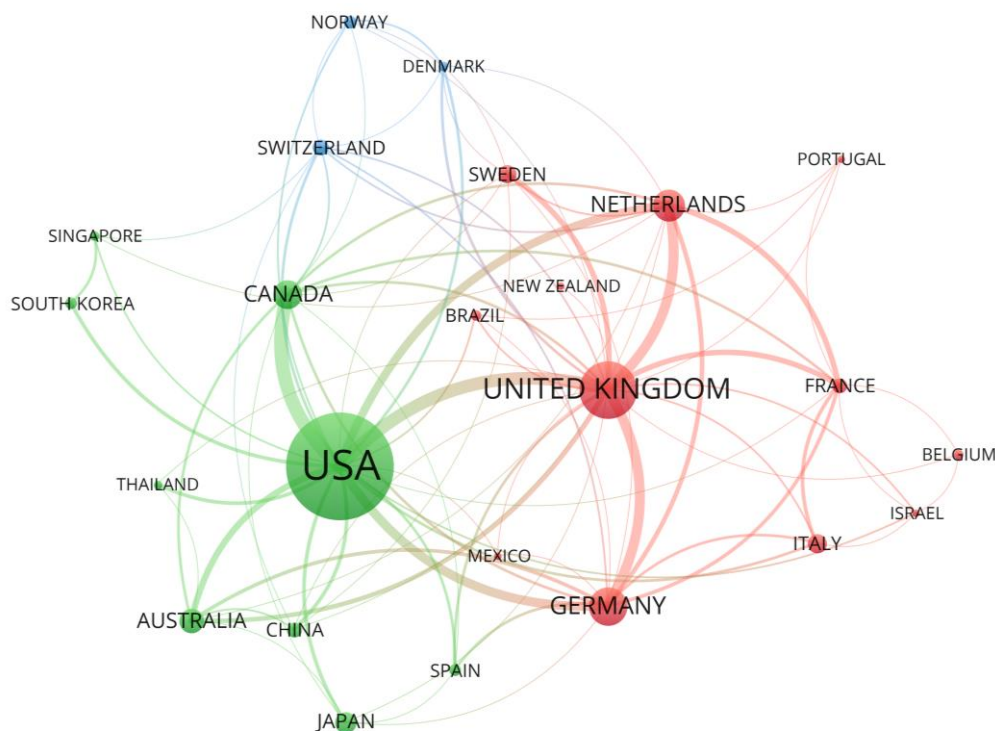 NORWAY
DENMARK
SWITZERLAND
SWEDEN
PORTUGAL
NETHERLANDS
SINGAPORE
SOUTH KOREA
CANADA
NEW ZEALAND
BRAZIL
UNITED KINGDOM
FRANCE
USA
BELGIUM
THAILAND
ISRAEL
ITALY
MEXICO
GERMANY
AUSTRALIA
CHINA
SPAIN
JAPAN